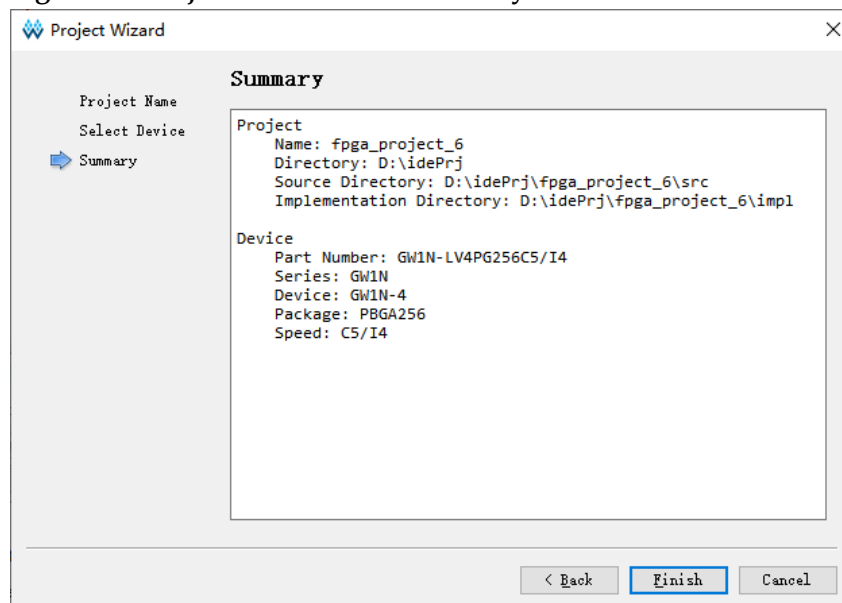 Project Wizard
Summary
Project Name
Select Device
Summary
Project
Name: fpga_project_6
Directory: D:\idePrj
Source Directory: D:\idePrj\fpga_project_6\src
Implementation Directory: D:\idePrj\fpga_project_6\impl
Device
Part Number: GW1N-LV4PG256C5/I4
Series: GW1N
Device: GW1N-4
Package: PBGA256
Speed: C5/I4
< Back
Finish
Cancel